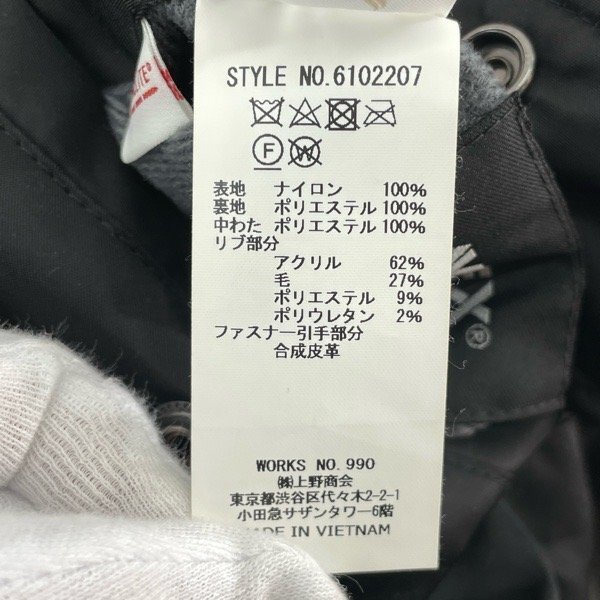 STYLE NO.6102207
F W
表地 ナイロン 100%
裏地 ポリエステル 100%
中わた ポリエステル 100%
リブ部分
アクリル 62%
毛 27%
ポリエステル 9%
ポリウレタン 2%
ファスナー引手部分
合成皮革
WORKS NO.990
㈱上野商会
東京都渋谷区代々木2-2-1
小田急サザンタワー6階
MADE IN VIETNAM